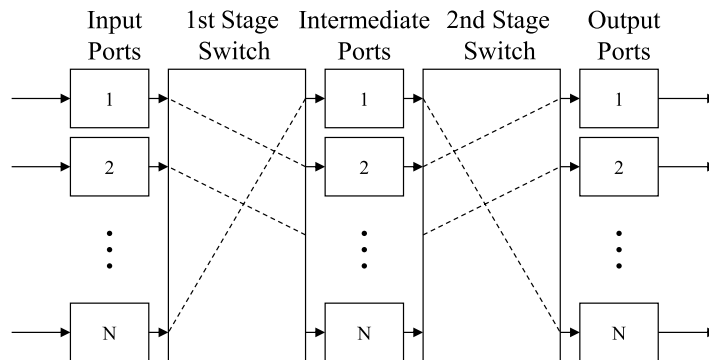 Input Ports
1st Stage Switch
Intermediate Ports
2nd Stage Switch
Output Ports
1
1
1
2
2
2
N
N
N